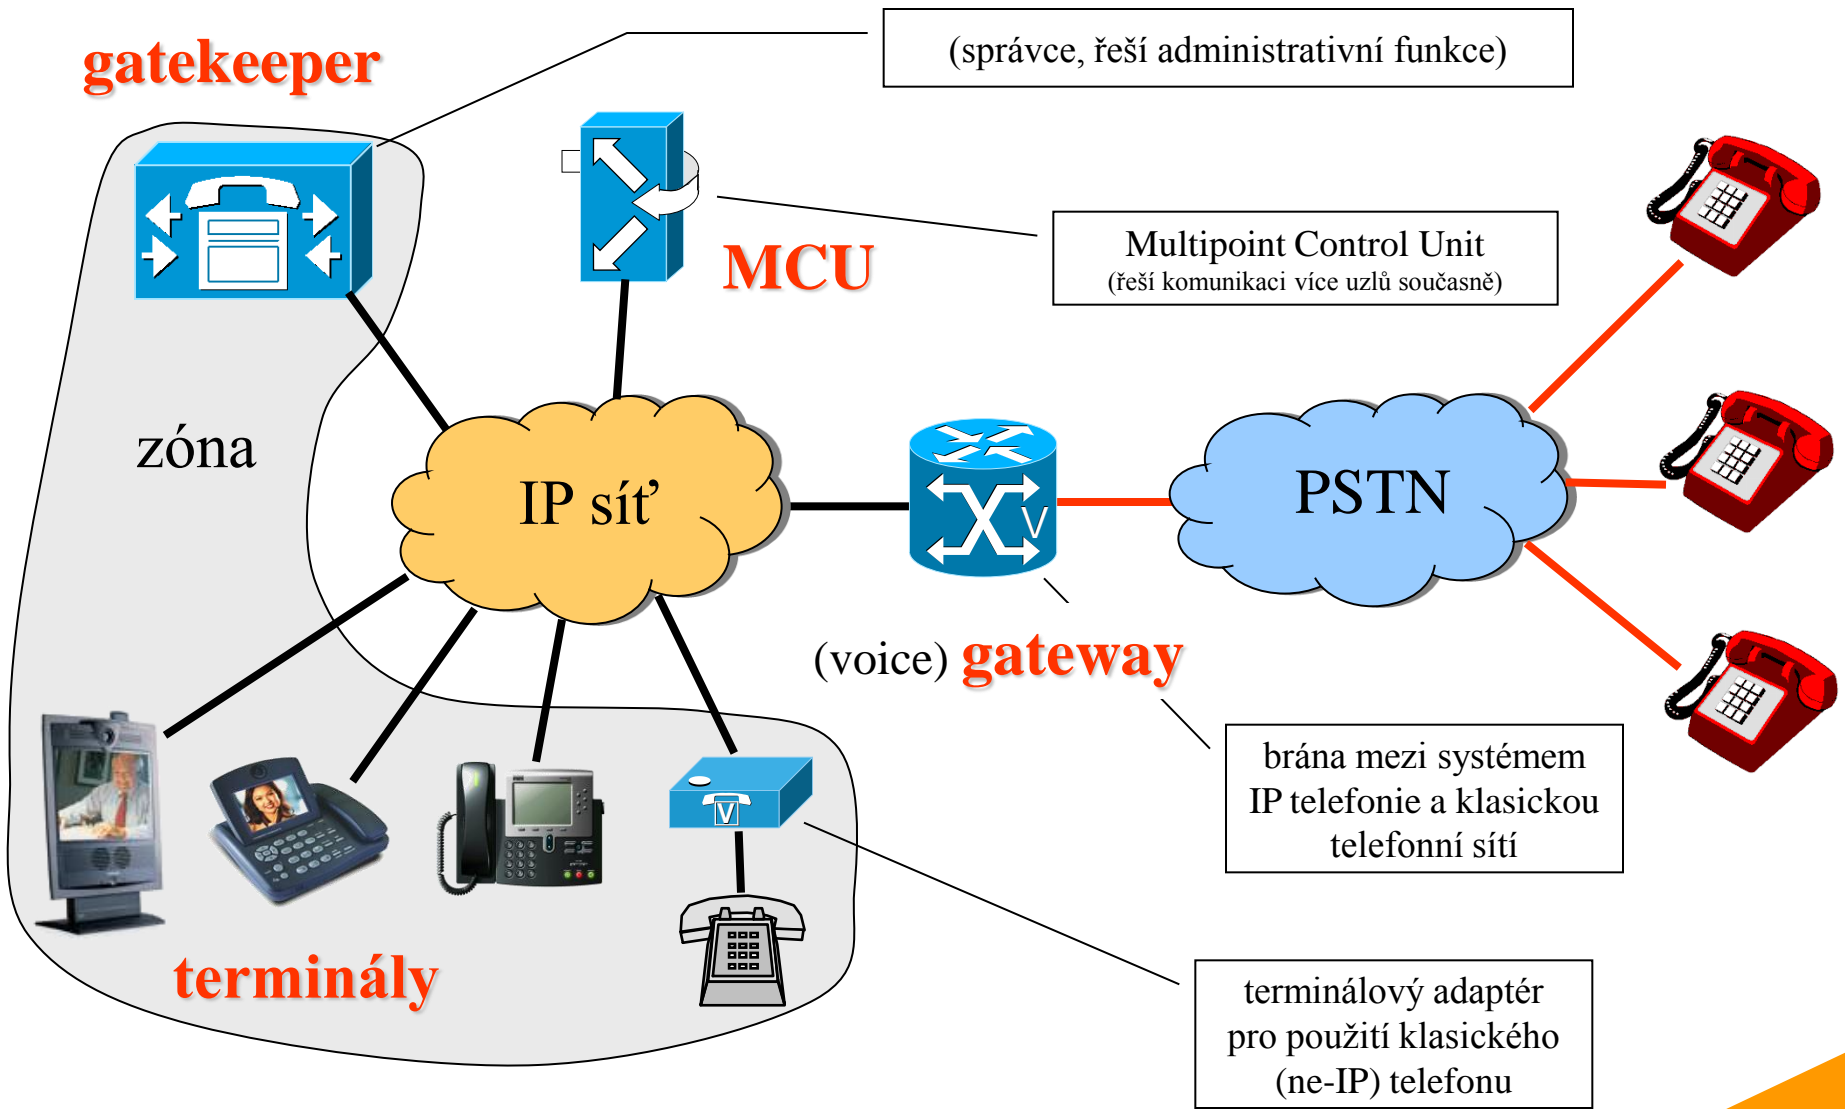 gatekeeper
(správce, řeší administrativní funkce)
MCU
Multipoint Control Unit
(řeší komunikaci více uzlů současně)
zóna
IP síť
V
PSTN
(voice) gateway
brána mezi systémem
IP telefonie a klasickou
telefonní sítí
V
terminály
terminálový adaptér
pro použití klasického
(ne-IP) telefonu